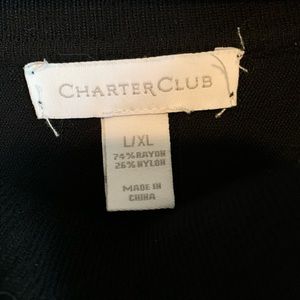 CHARTER CLUB
L/XL
74% RAYON
26% NYLON
MADE IN
CHINA